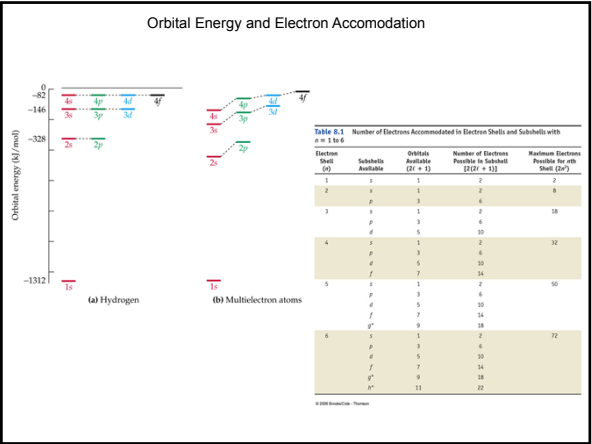 Orbital Energy and Electron Accomodation
Orbital energy (kJ/mol)
0
−82
−146
−328
−1312
4s 4p 4d 4f
3s 3p 3d
2s 2p
1s
(a) Hydrogen
4f
4p 4d
4s
3p 3d
3s
2p
2s
1s
(b) Multielectron atoms
Table 8.1 Number of Electrons Accommodated in Electron Shells and Subshells with
n = 1 to 6
Electron Shell (n) Subshells Available Orbitals Available (2ℓ + 1) Number of Electrons Possible in Subshell [2(2ℓ + 1)] Maximum Electrons Possible for nth Shell (2n²)
1 s 1 2 2
2 s 1 2 8
p 3 6
3 s 1 2 18
p 3 6
d 5 10
4 s 1 2 32
p 3 6
d 5 10
f 7 14
5 s 1 2 50
p 3 6
d 5 10
f 7 14
g* 9 18
6 s 1 2 72
p 3 6
d 5 10
f 7 14
g* 9 18
h* 11 22
Brooks/Cole - Thomson